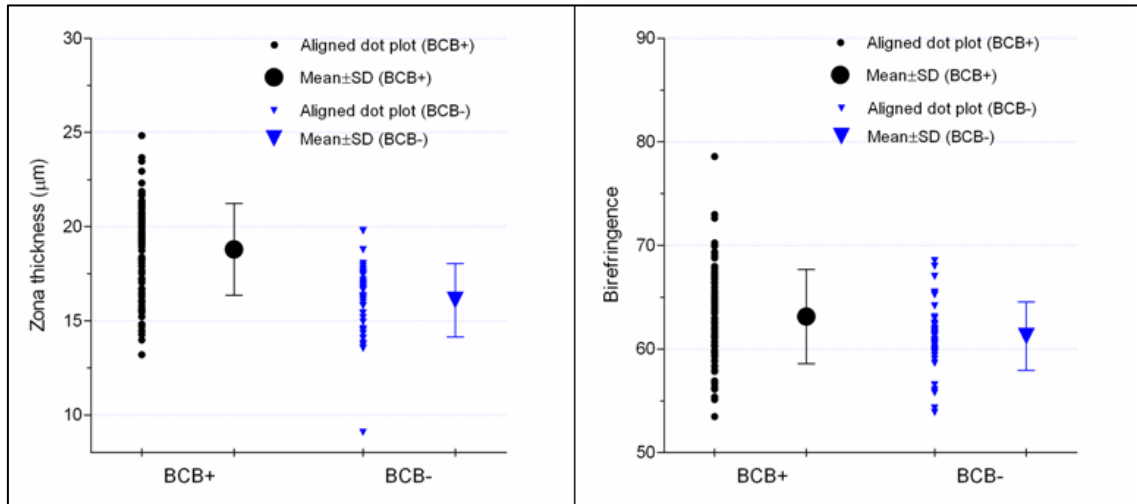 30
25
20
15
10
Zona thickness (μm)
Aligned dot plot (BCB+)
Mean±SD (BCB+)
Aligned dot plot (BCB-)
Mean±SD (BCB-)
BCB+ BCB-
90
80
70
60
50
Birefringence
Aligned dot plot (BCB+)
Mean±SD (BCB+)
Aligned dot plot (BCB-)
Mean±SD (BCB-)
BCB+ BCB-